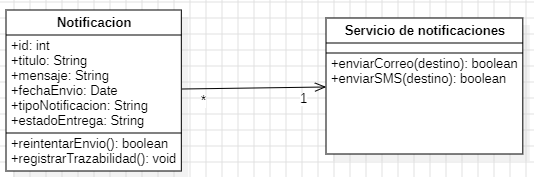 Notificacion
+id: int
+titulo: String
+mensaje: String
+fechaEnvio: Date
+tipoNotificacion: String
+estadoEntrega: String
+reintentarEnvio(): boolean
+registrarTrazabilidad(): void
*
1
Servicio de notificaciones
+enviarCorreo(destino): boolean
+enviarSMS(destino): boolean